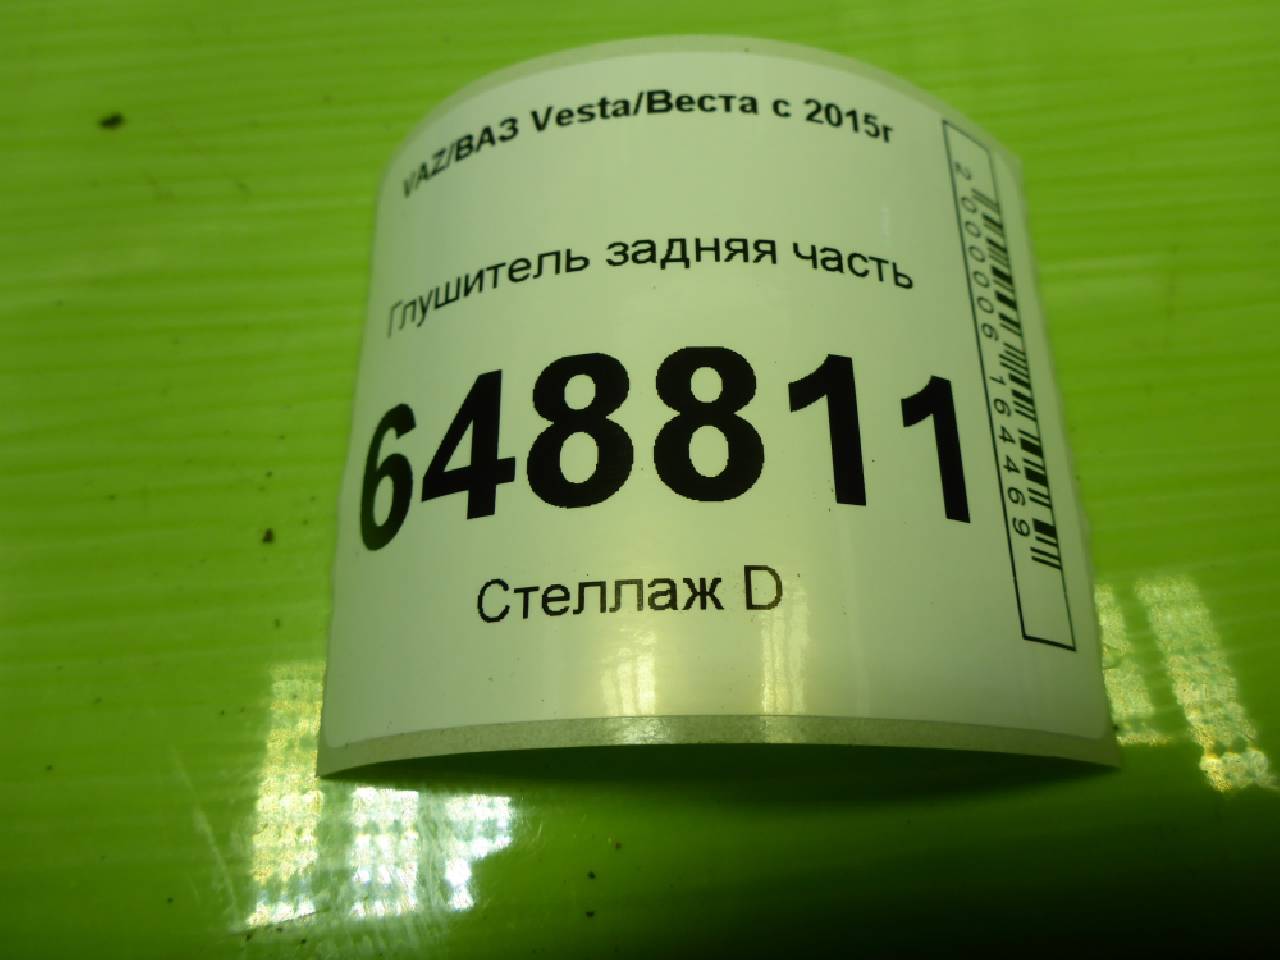 VAZ/ВАЗ Vesta/Веста с 2015г
Глушитель задняя часть
648811
Стеллаж D
2000006164469